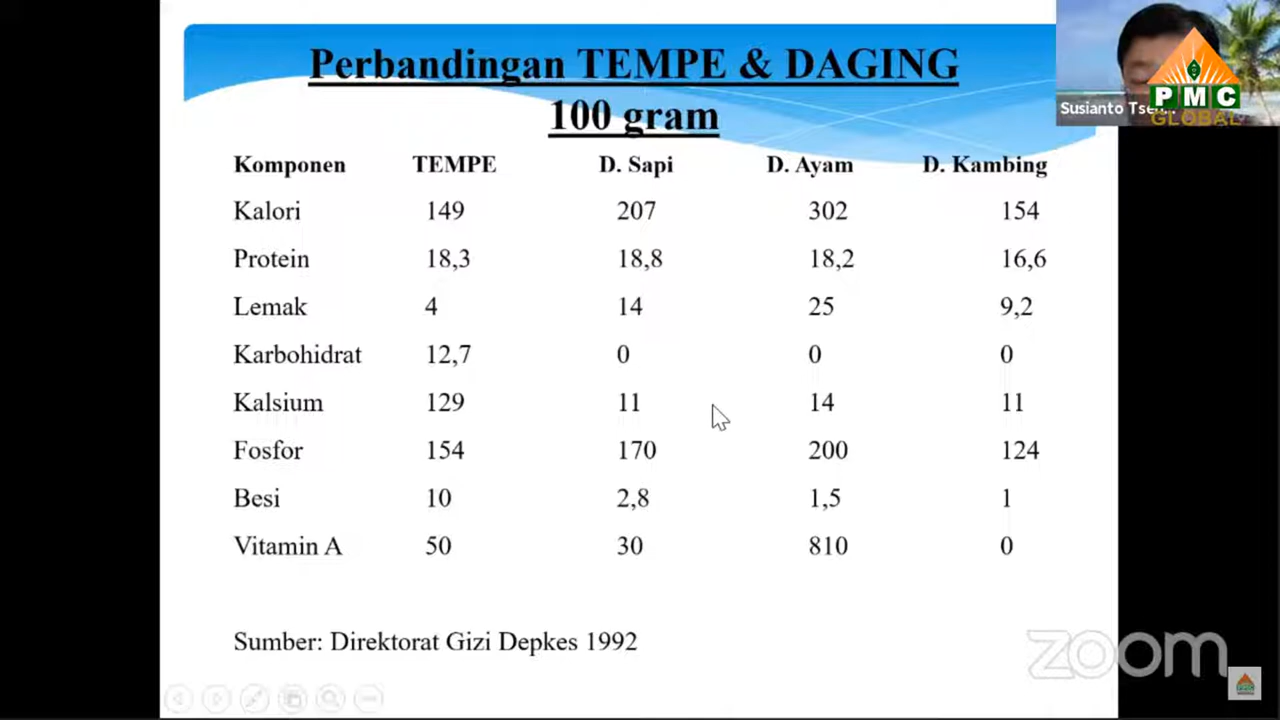 Perbandingan TEMPE & DAGING
100 gram
Komponen TEMPE D. Sapi D. Ayam D. Kambing
Kalori 149 207 302 154
Protein 18,3 18,8 18,2 16,6
Lemak 4 14 25 9,2
Karbohidrat 12,7 0 0 0
Kalsium 129 11 14 11
Fosfor 154 170 200 124
Besi 10 2,8 1,5 1
Vitamin A 50 30 810 0
Sumber: Direktorat Gizi Depkes 1992
Susianto
PMC
GLOBAL
zoom